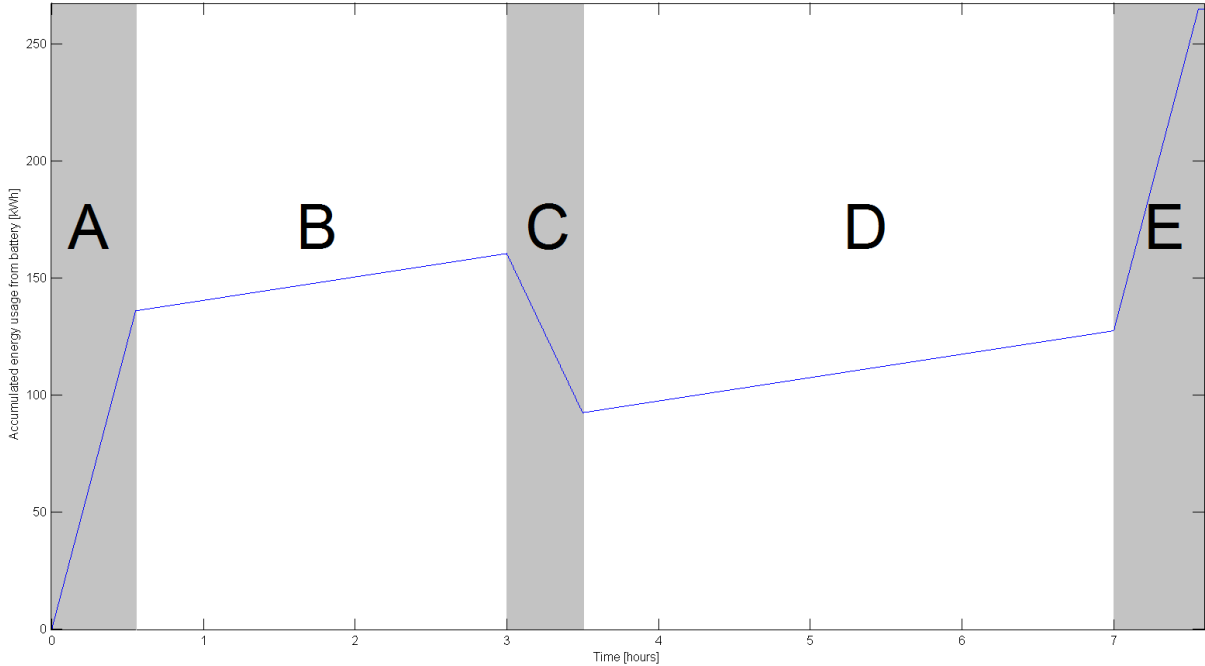 Accumulated energy usage from battery [kWh]
250
200
150
100
50
0
A
B
C
D
E
0 1 2 3 4 5 6 7
Time [hours]